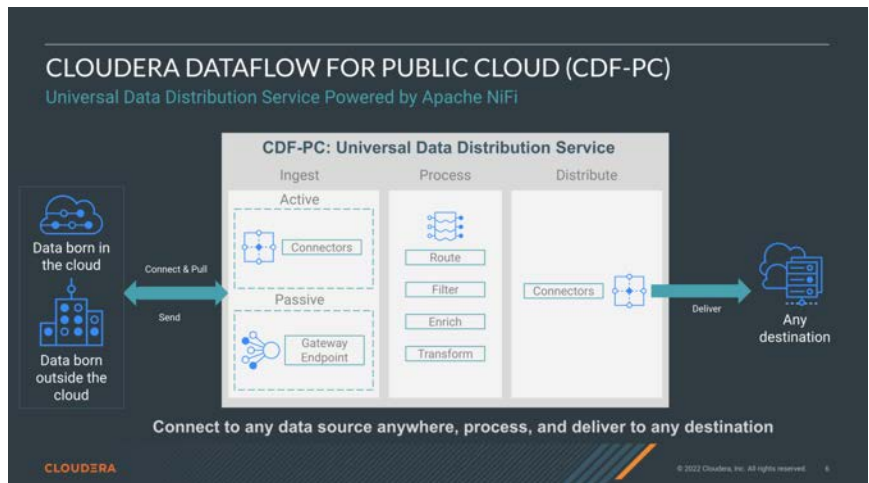 CLOUDERA DATAFLOW FOR PUBLIC CLOUD (CDF-PC)
Universal Data Distribution Service Powered by Apache NiFi
CDF-PC: Universal Data Distribution Service
Ingest
Process
Distribute
Active
Connectors
Passive
Gateway
Endpoint
Route
Filter
Enrich
Transform
Connectors
Data born in
the cloud
Data born
outside the
cloud
Connect & Pull
Send
Deliver
Any
destination
Connect to any data source anywhere, process, and deliver to any destination
CLOUDERA
© 2022 Cloudera, Inc. All rights reserved.
6